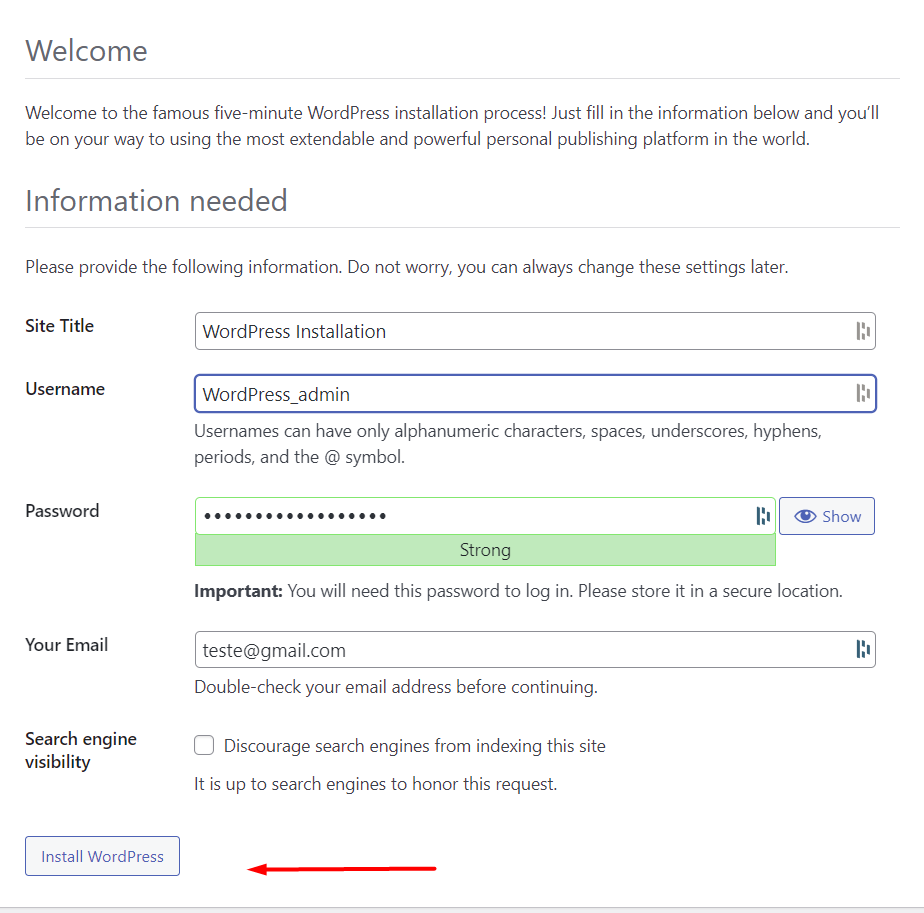 Welcome
Welcome to the famous five-minute WordPress installation process! Just fill in the information below and you’ll
be on your way to using the most extendable and powerful personal publishing platform in the world.
Information needed
Please provide the following information. Do not worry, you can always change these settings later.
Site Title
WordPress Installation
Username
WordPress_admin
Usernames can have only alphanumeric characters, spaces, underscores, hyphens,
periods, and the @ symbol.
Password
••••••••••••••••••
Show
Strong
Important: You will need this password to log in. Please store it in a secure location.
Your Email
teste@gmail.com
Double-check your email address before continuing.
Search engine
visibility
Discourage search engines from indexing this site
It is up to search engines to honor this request.
Install WordPress